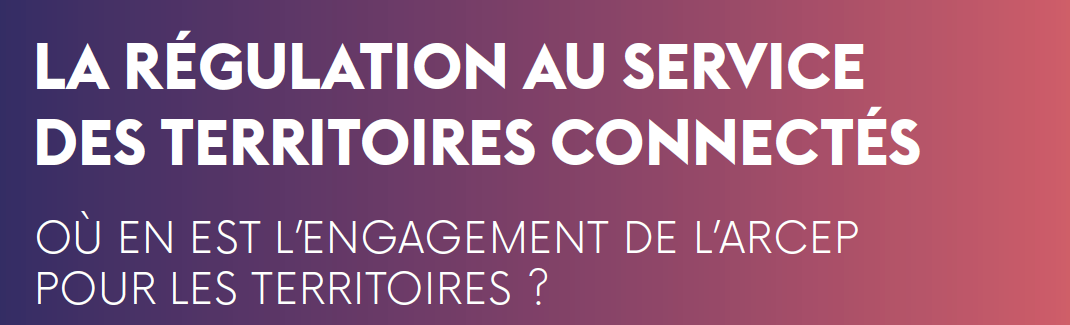 LA RÉGULATION AU SERVICE
DES TERRITOIRES CONNECTÉS
OÙ EN EST L'ENGAGEMENT DE L'ARCEP
POUR LES TERRITOIRES ?